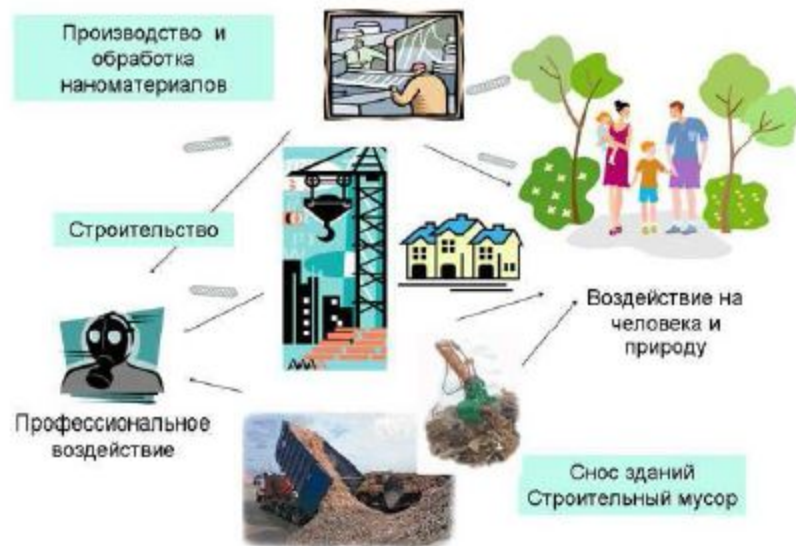 Производство и
обработка
наноматериалов
Строительство
Воздействие на
человека и
природу
Профессиональное
воздействие
Снос зданий
Строительный мусор